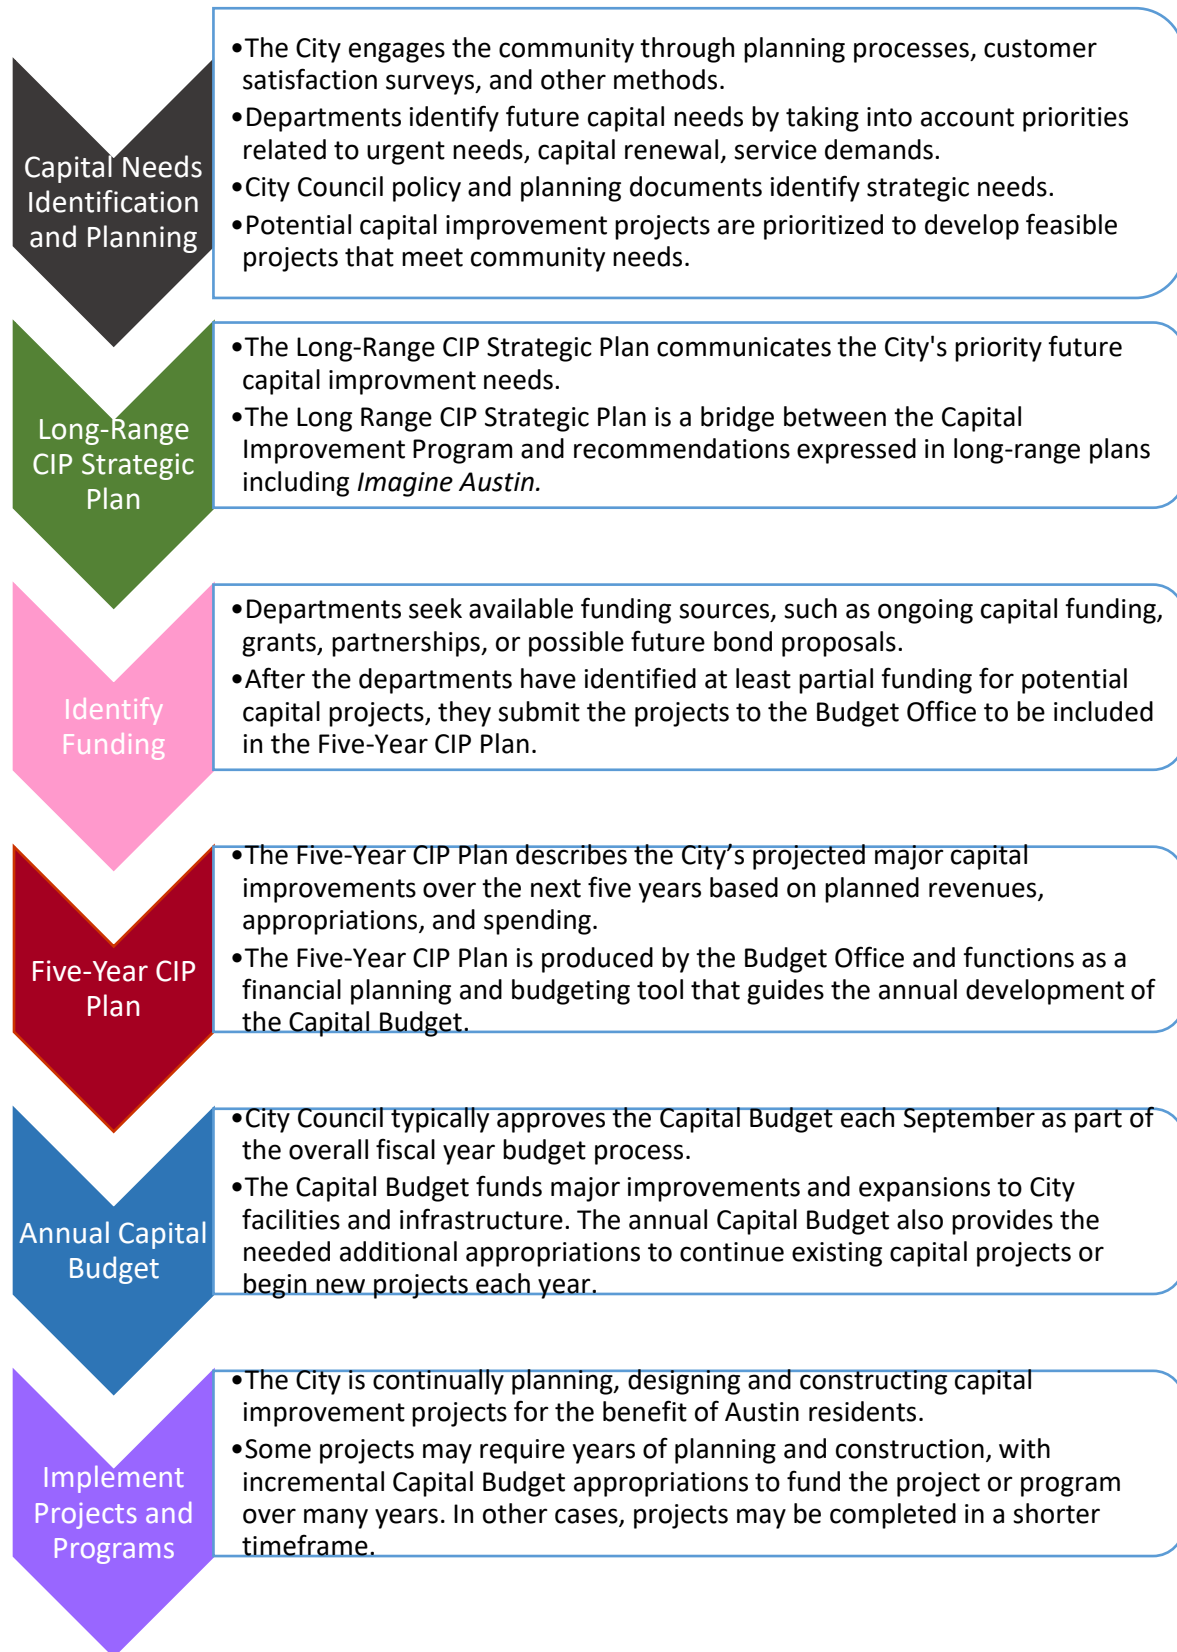 Capital Needs
Identification
and Planning
•The City engages the community through planning processes, customer
satisfaction surveys, and other methods.
•Departments identify future capital needs by taking into account priorities
related to urgent needs, capital renewal, service demands.
•City Council policy and planning documents identify strategic needs.
•Potential capital improvement projects are prioritized to develop feasible
projects that meet community needs.
Long-Range
CIP Strategic
Plan
•The Long-Range CIP Strategic Plan communicates the City's priority future
capital improvment needs.
•The Long Range CIP Strategic Plan is a bridge between the Capital
Improvement Program and recommendations expressed in long-range plans
including Imagine Austin.
Identify
Funding
•Departments seek available funding sources, such as ongoing capital funding,
grants, partnerships, or possible future bond proposals.
•After the departments have identified at least partial funding for potential
capital projects, they submit the projects to the Budget Office to be included
in the Five-Year CIP Plan.
Five-Year CIP
Plan
•The Five-Year CIP Plan describes the City’s projected major capital
improvements over the next five years based on planned revenues,
appropriations, and spending.
•The Five-Year CIP Plan is produced by the Budget Office and functions as a
financial planning and budgeting tool that guides the annual development of
the Capital Budget.
Annual Capital
Budget
•City Council typically approves the Capital Budget each September as part of
the overall fiscal year budget process.
•The Capital Budget funds major improvements and expansions to City
facilities and infrastructure. The annual Capital Budget also provides the
needed additional appropriations to continue existing capital projects or
begin new projects each year.
Implement
Projects and
Programs
•The City is continually planning, designing and constructing capital
improvement projects for the benefit of Austin residents.
•Some projects may require years of planning and construction, with
incremental Capital Budget appropriations to fund the project or program
over many years. In other cases, projects may be completed in a shorter
timeframe.